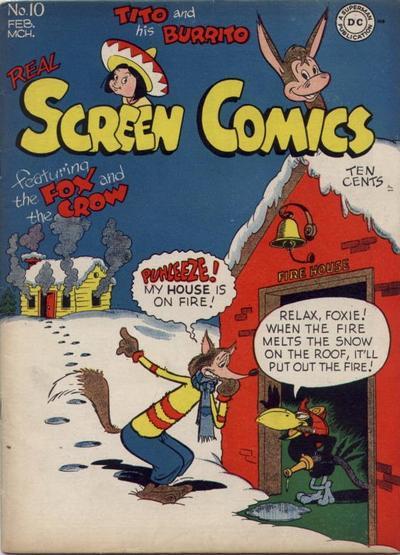 No.10
FEB.
MCH.
TITO and
his BURRITO
A SUPERMAN
DC
PUBLICATION
REAL
SCREEN COMICS
featuring
the FOX and
the CROW
TEN
CENTS
FIRE HOUSE
PUHLEEZE!
MY HOUSE IS
ON FIRE!
RELAX, FOXIE!
WHEN THE FIRE
MELTS THE SNOW
ON THE ROOF, IT'LL
PUT OUT THE FIRE!